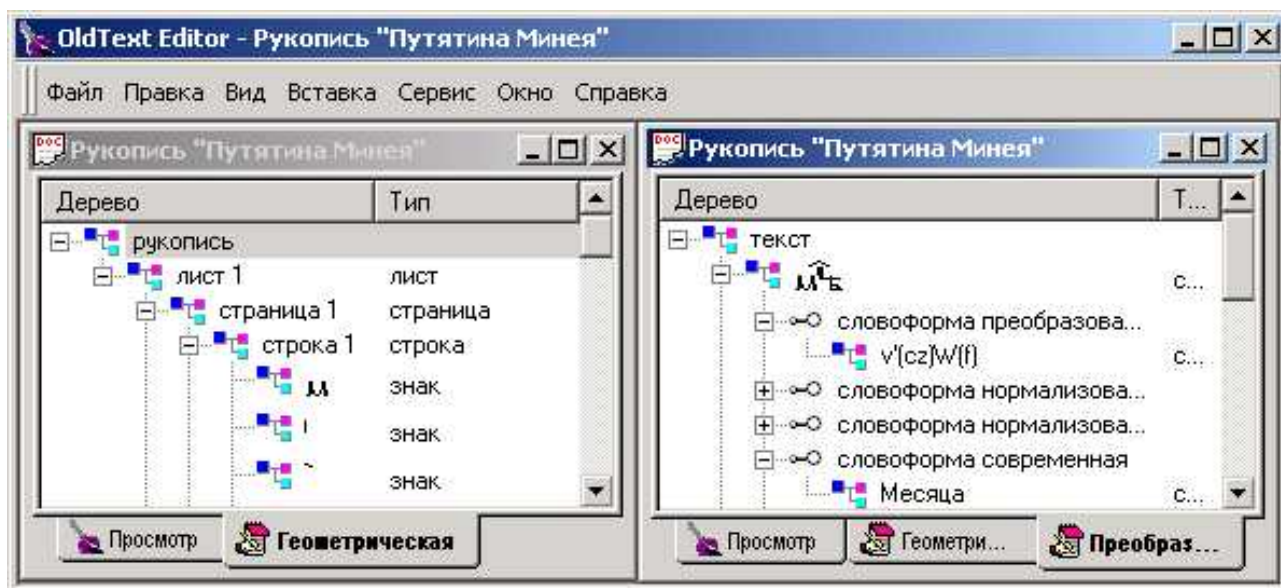 OldText Editor - Рукопись "Путятина Минея"
Файл Правка Вид Вставка Сервис Окно Справка
Рукопись "Путятина Минея"
Дерево Тип
рукопись
лист 1 лист
страница 1 страница
строка 1 строка
знак
знак
знак
Просмотр Геометрическая
DOC Рукопись "Путятина Минея"
Дерево Т...
текст
с...
словоформа преобразова...
v'(cz)W(f) с...
словоформа нормализова...
словоформа нормализова...
словоформа современная
Месяца с...
Просмотр Геометри... Преобраз...